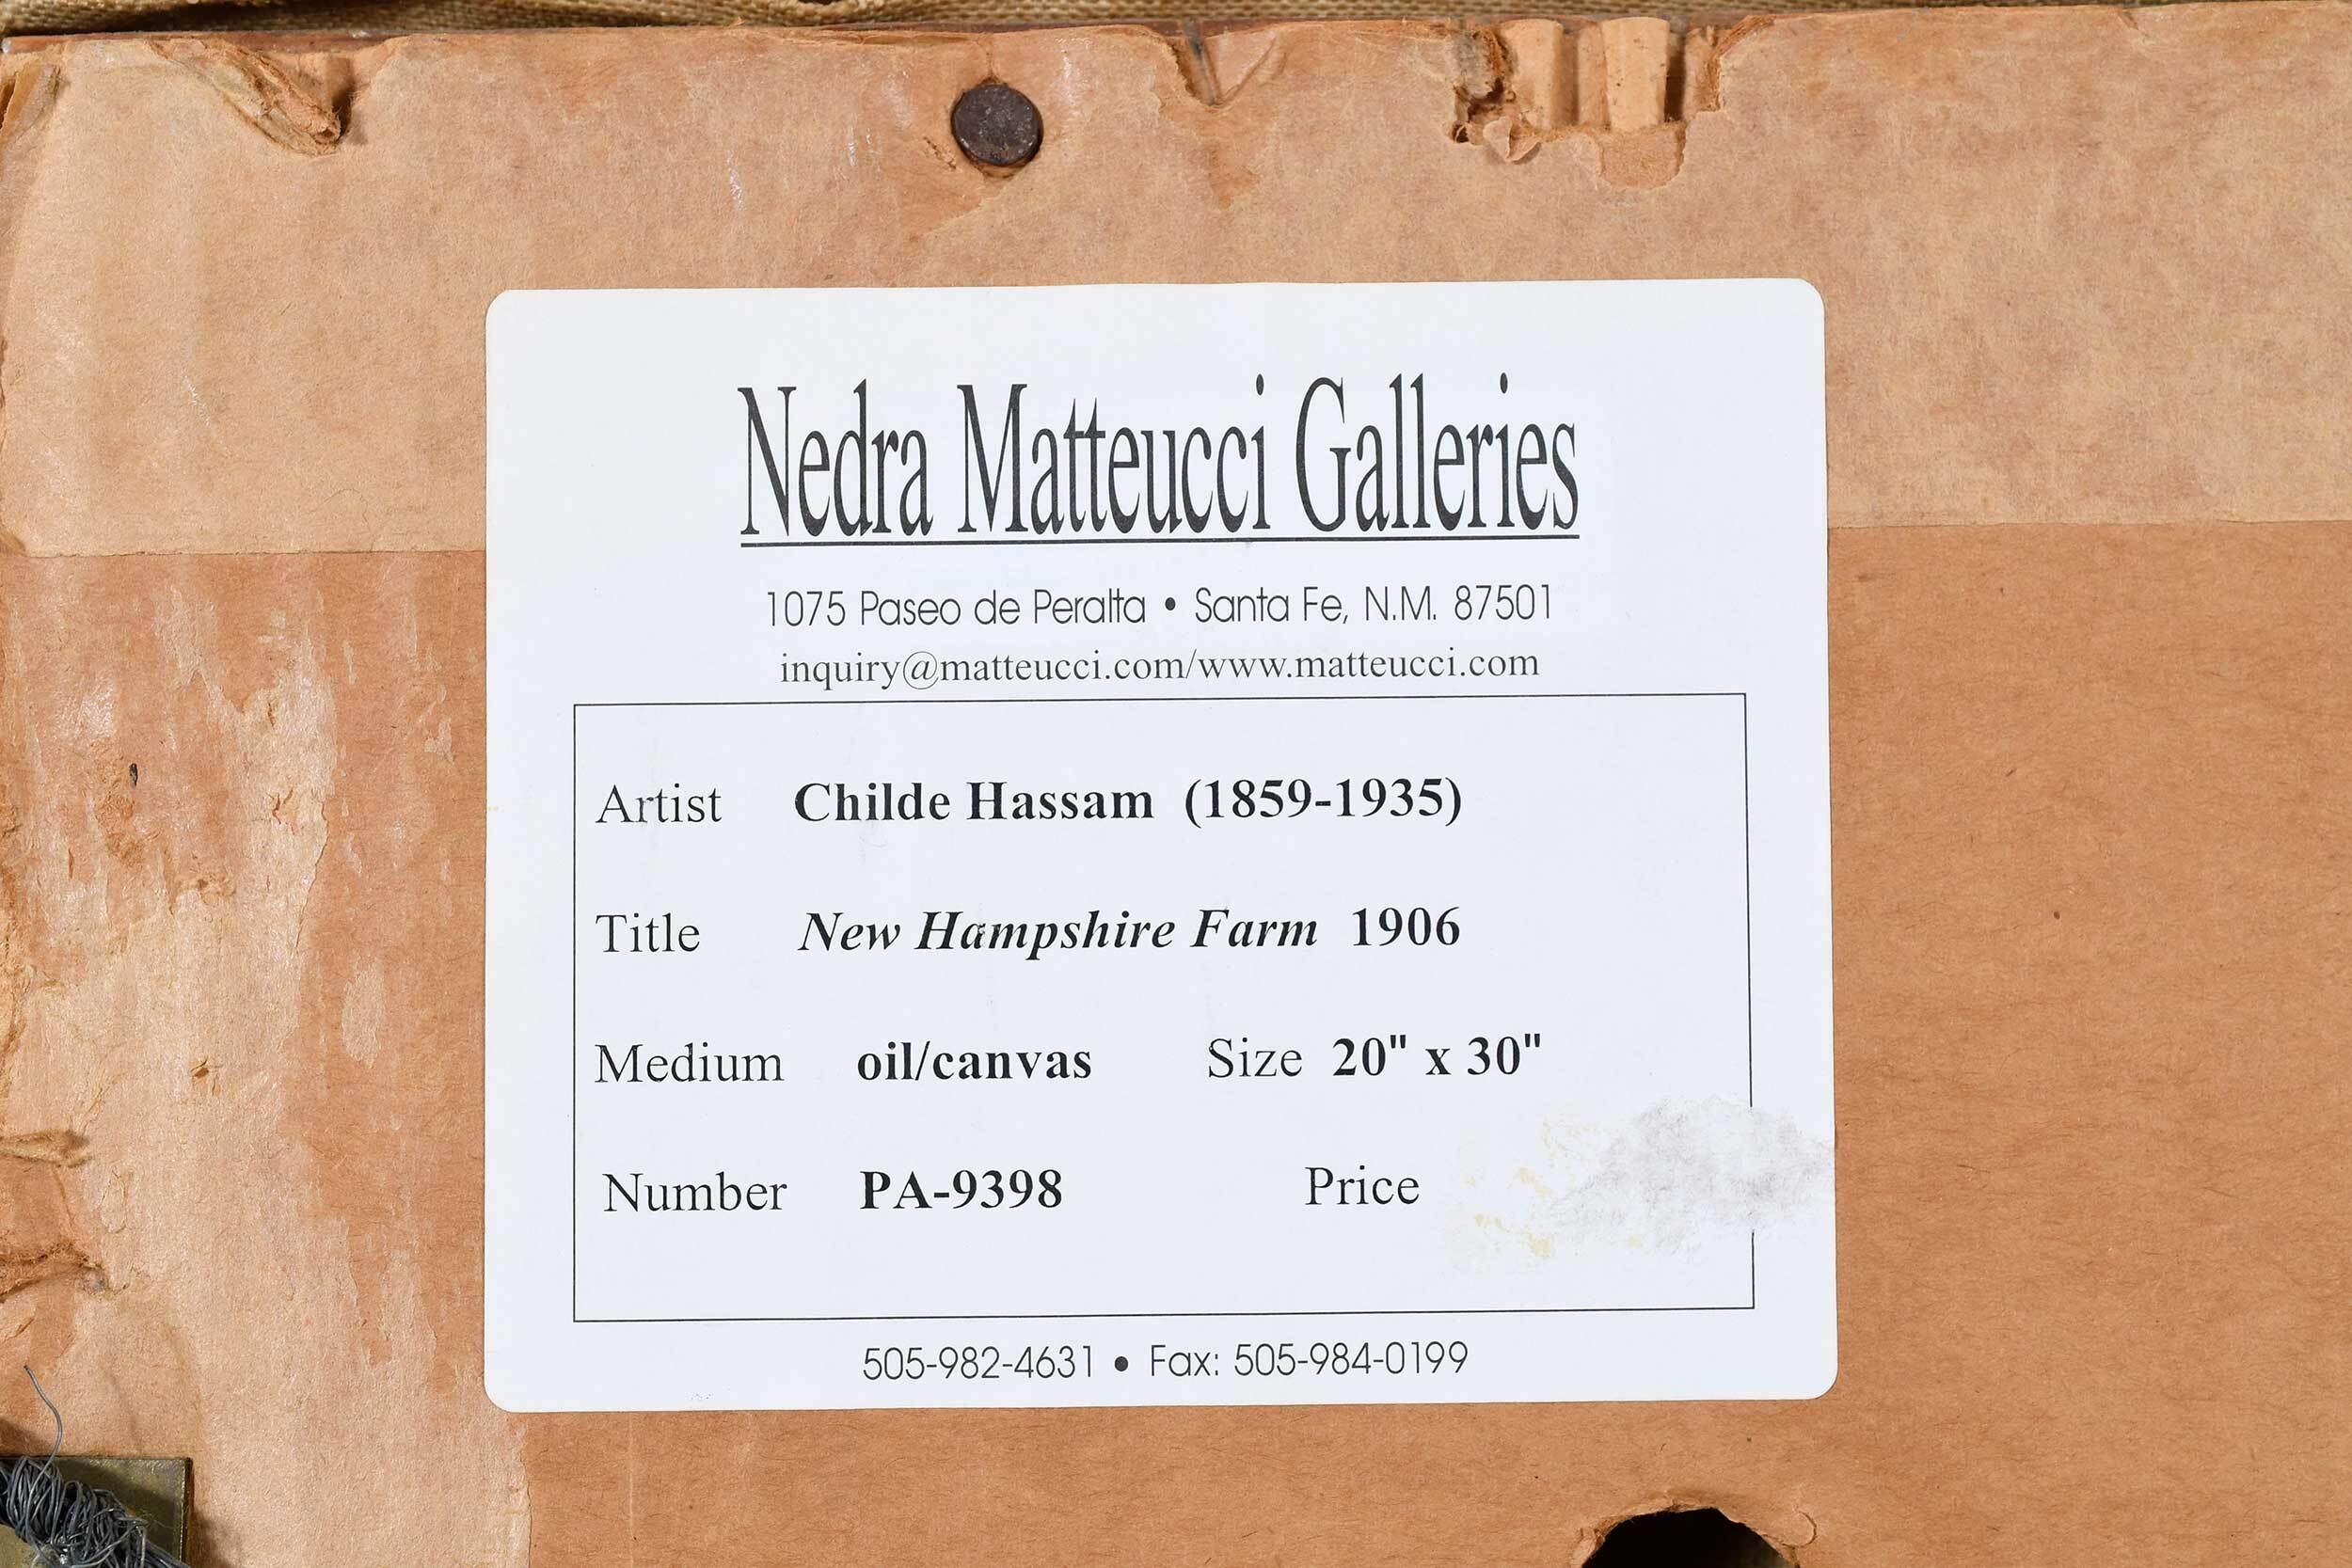 Nedra Matteucci Galleries
1075 Paseo de Peralta • Santa Fe, N.M. 87501
inquiry@matteucci.com/www.matteucci.com
Artist Childe Hassam (1859-1935)
Title New Hampshire Farm 1906
Medium oil/canvas Size 20" x 30"
Number PA-9398 Price
505-982-4631 • Fax: 505-984-0199